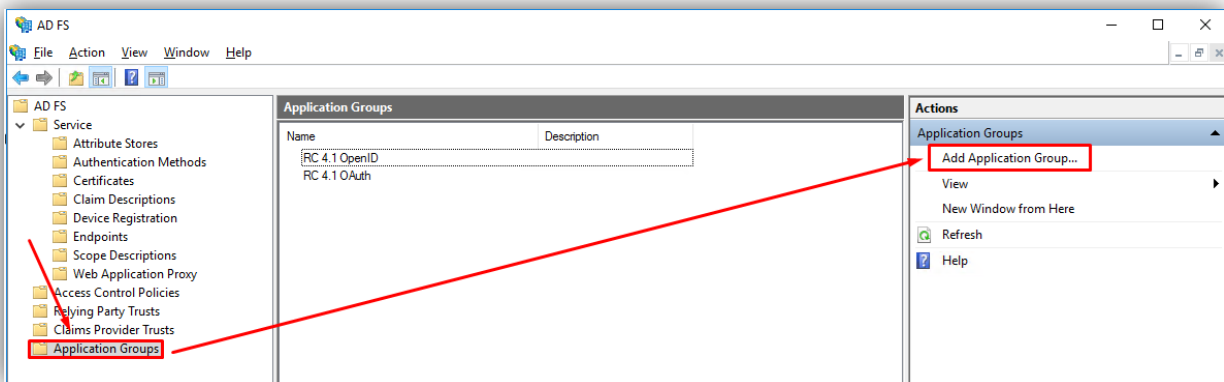 AD FS
File Action View Window Help
AD FS
Service
Attribute Stores
Authentication Methods
Certificates
Claim Descriptions
Device Registration
Endpoints
Scope Descriptions
Web Application Proxy
Access Control Policies
Relying Party Trusts
Claims Provider Trusts
Application Groups
Application Groups
Name Description
RC 4.1 OpenID
RC 4.1 OAuth
Actions
Application Groups
Add Application Group...
View
New Window from Here
Refresh
Help